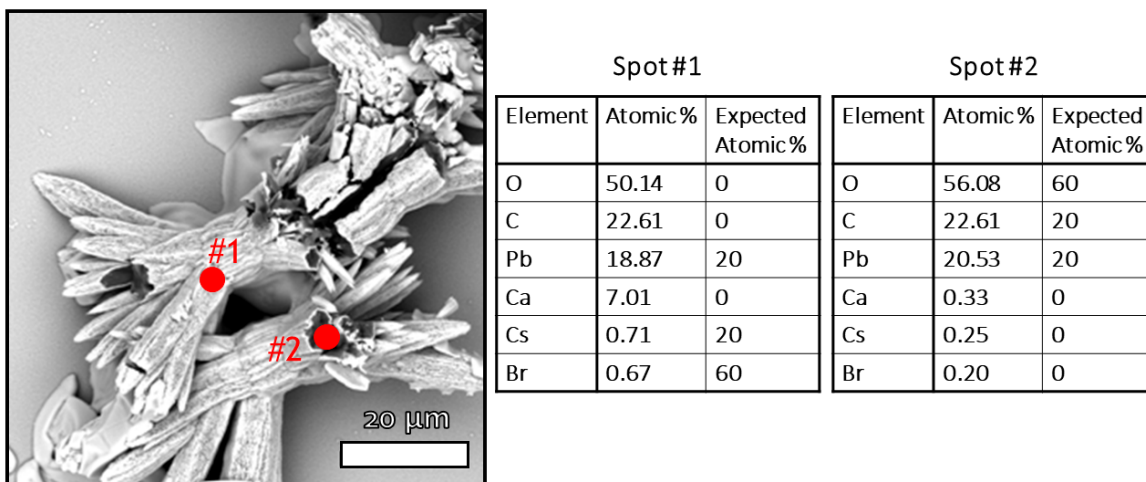 #1
#2
20 μm
Spot #1
Element Atomic % Expected Atomic %
O 50.14 0
C 22.61 0
Pb 18.87 20
Ca 7.01 0
Cs 0.71 20
Br 0.67 60
Spot #2
Element Atomic % Expected Atomic %
O 56.08 60
C 22.61 20
Pb 20.53 20
Ca 0.33 0
Cs 0.25 0
Br 0.20 0